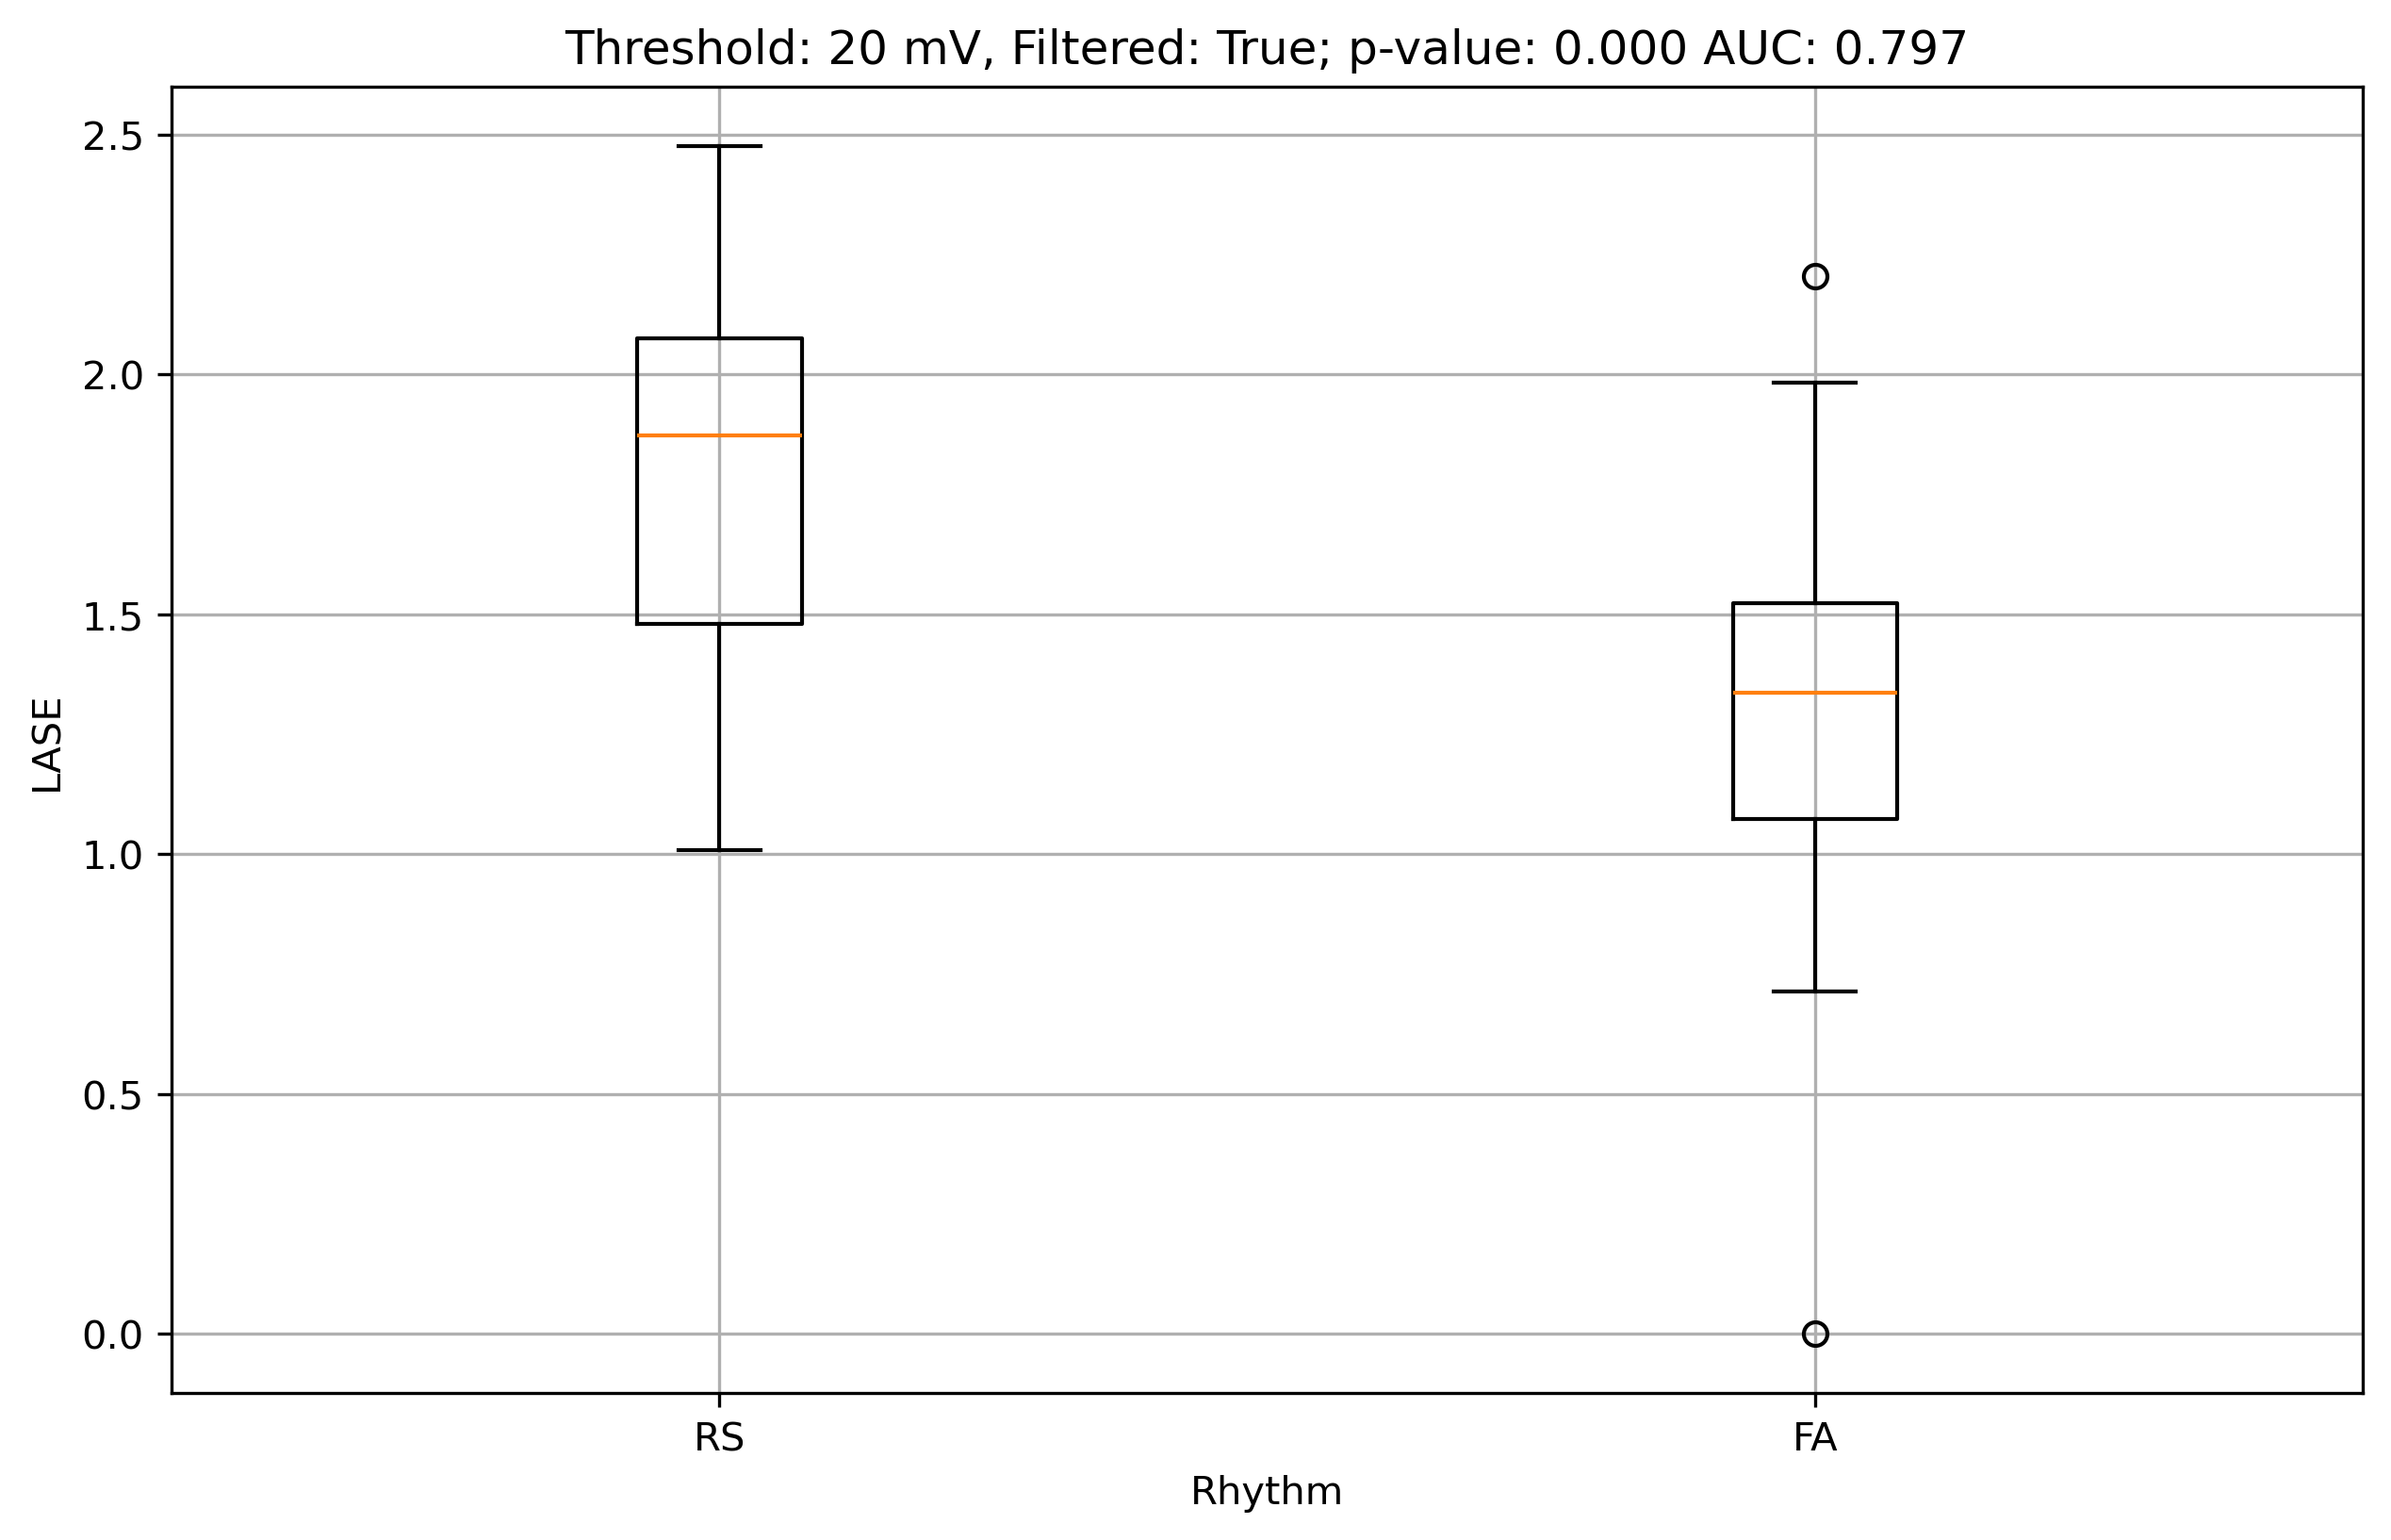 Threshold: 20 mV, Filtered: True; p-value: 0.000 AUC: 0.797
2.5
2.0
1.5
1.0
0.5
0.0
LASE
RS
FA
Rhythm